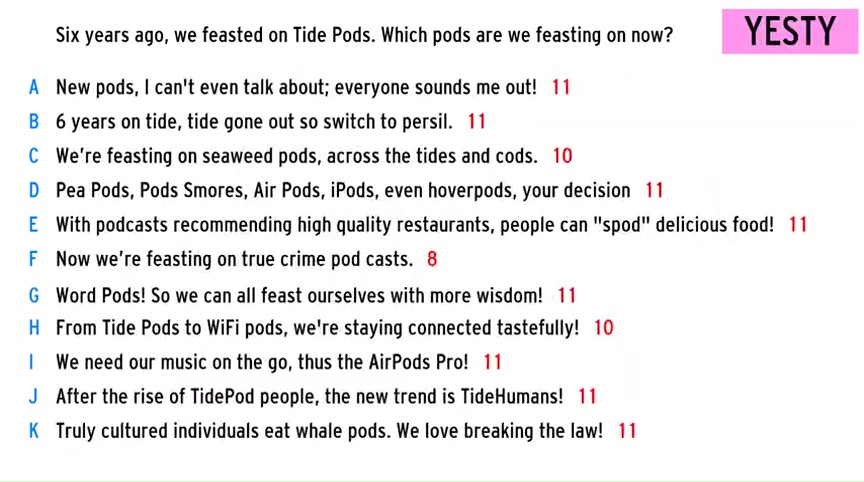 Six years ago, we feasted on Tide Pods. Which pods are we feasting on now?
YESTY
A New pods, I can't even talk about; everyone sounds me out! 11
B 6 years on tide, tide gone out so switch to persil. 11
C We're feasting on seaweed pods, across the tides and cods. 10
D Pea Pods, Pods Smores, Air Pods, iPods, even hoverpods, your decision 11
E With podcasts recommending high quality restaurants, people can "spod" delicious food! 11
F Now we're feasting on true crime pod casts. 8
G Word Pods! So we can all feast ourselves with more wisdom! 11
H From Tide Pods to WiFi pods, we're staying connected tastefully! 10
I We need our music on the go, thus the AirPods Pro! 11
J After the rise of TidePod people, the new trend is TideHumans! 11
K Truly cultured individuals eat whale pods. We love breaking the law! 11